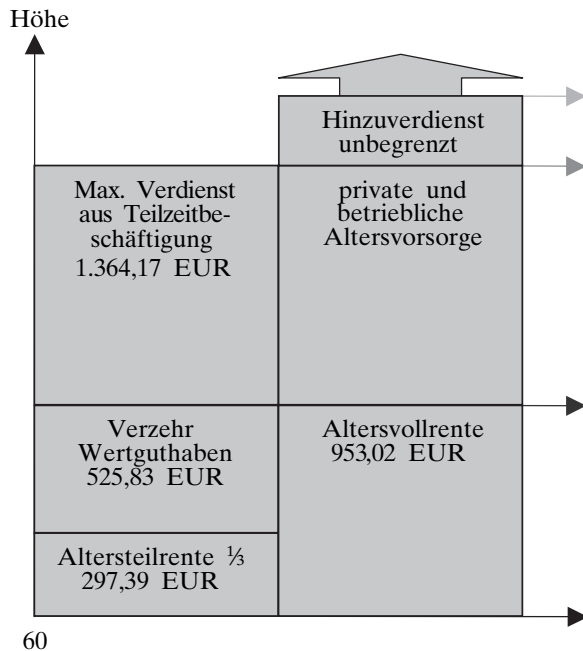 Höhe
Hinzuverdienst
unbegrenzt
Max. Verdienst
aus Teilzeitbe-
schäftigung
1.364,17 EUR
private und
betriebliche
Altersvorsorge
Verzehr
Wertguthaben
525,83 EUR
Altersvollrente
953,02 EUR
Altersteilrente ⅓
297,39 EUR
60